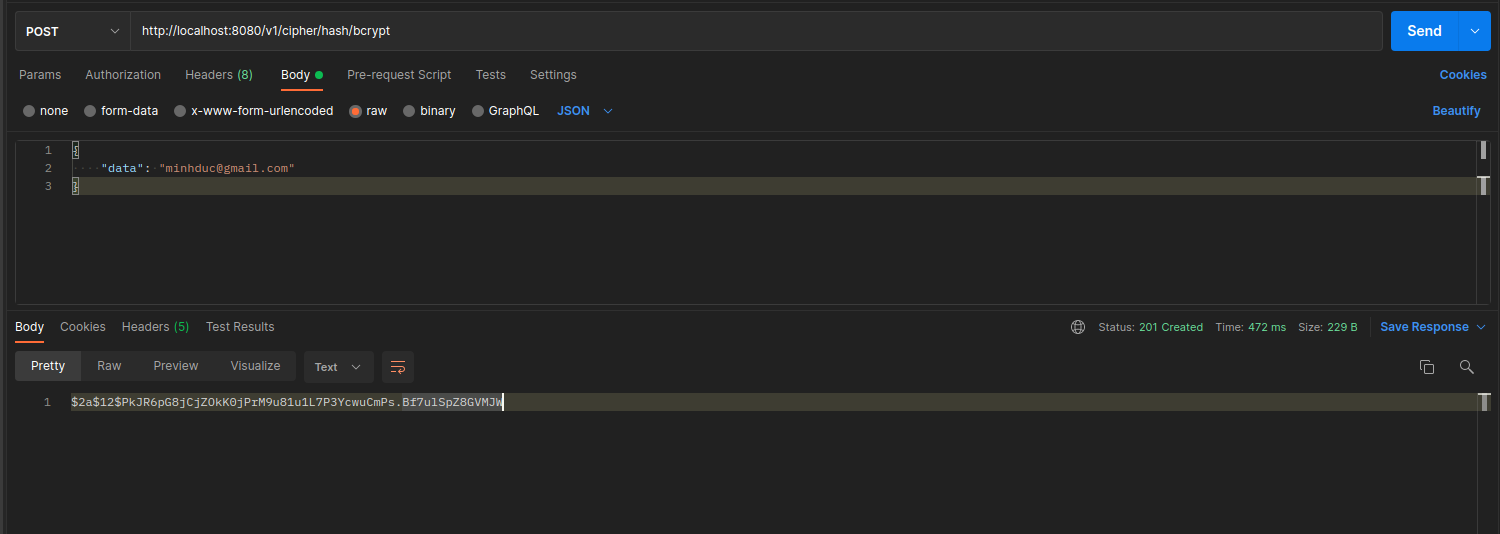 POST http://localhost:8080/v1/cipher/hash/bcrypt Send
Params Authorization Headers (8) Body Pre-request Script Tests Settings Cookies
none form-data x-www-form-urlencoded raw binary GraphQL JSON Beautify
1 {
2 "data": "minhduc@gmail.com"
3 }
Body Cookies Headers (5) Test Results Status: 201 Created Time: 472 ms Size: 229 B Save Response
Pretty Raw Preview Visualize Text
1 $2a$12$PkJR6pG8jCjZOkK0jPrM9u81u1L7P3YcwuCmPs.Bf7ulSpZ8GVMJW